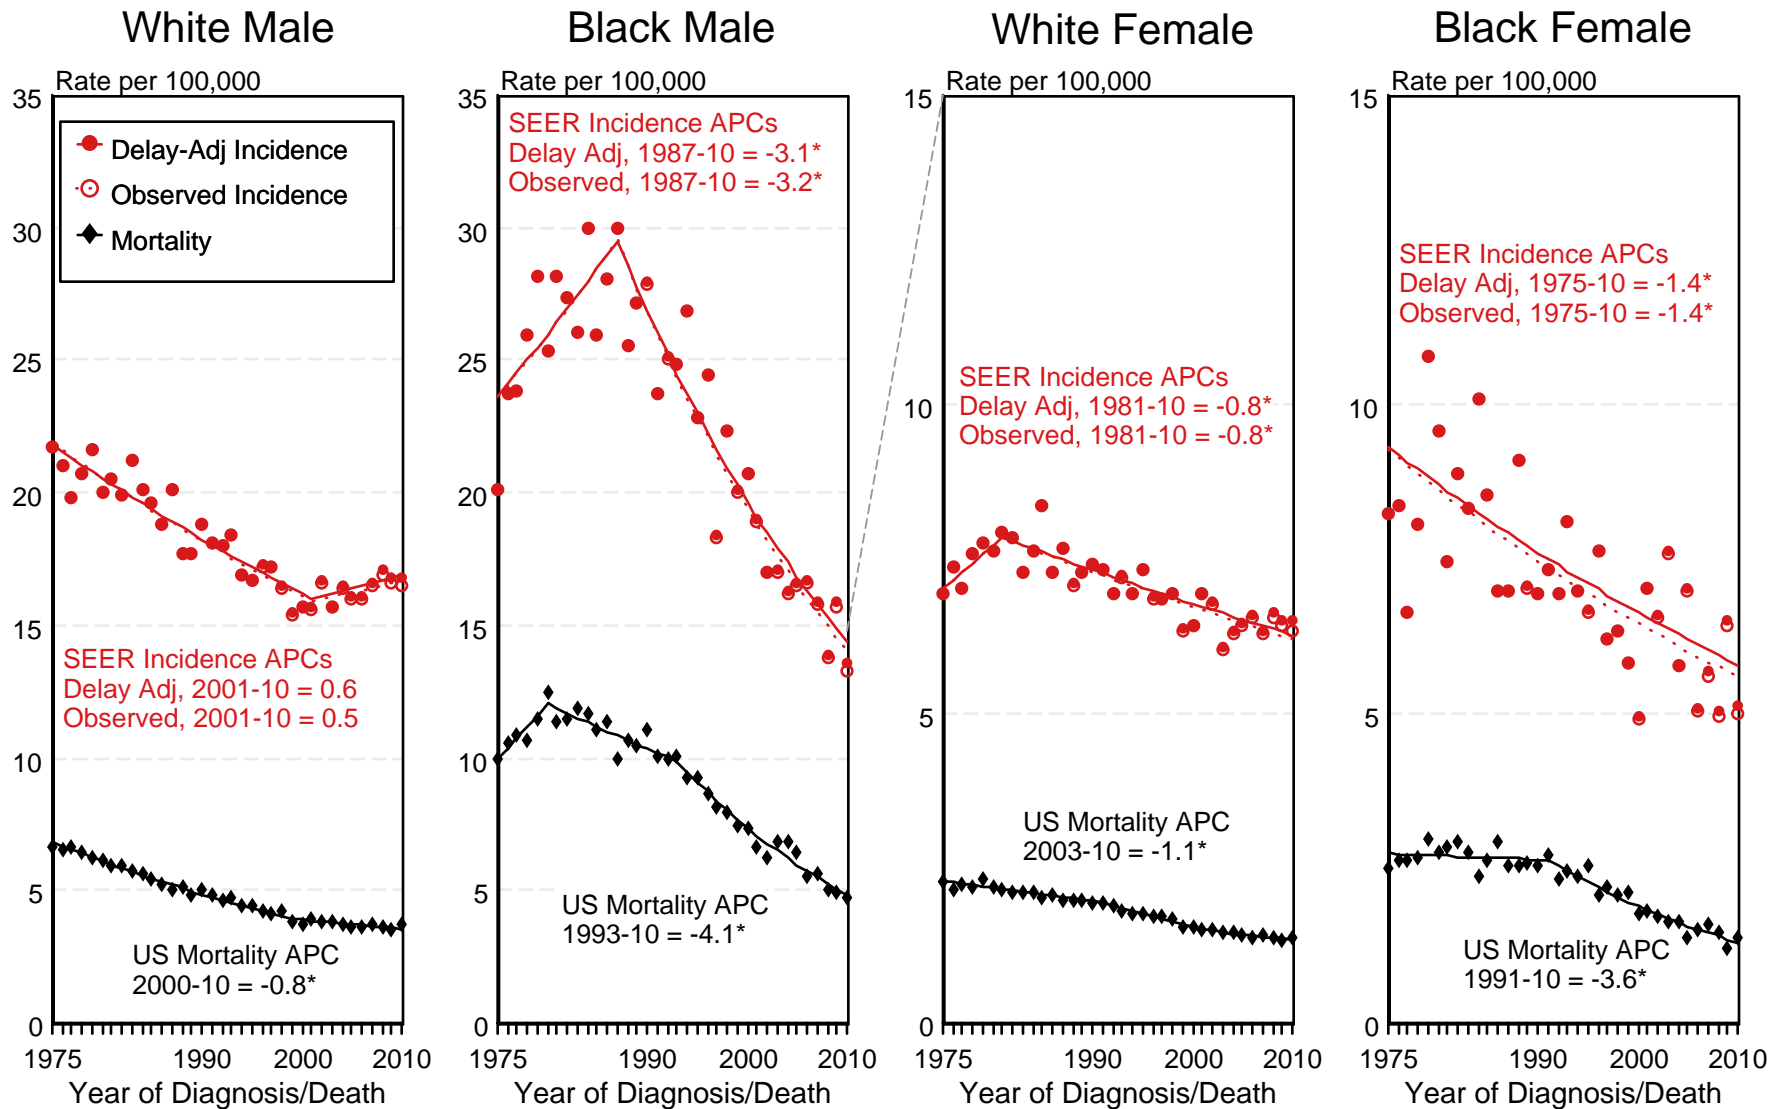 White Male
Rate per 100,000
35
30
25
20
15
10
5
0
Delay-Adj Incidence
Observed Incidence
Mortality
SEER Incidence APCs
Delay Adj, 2001-10 = 0.6
Observed, 2001-10 = 0.5
US Mortality APC
2000-10 = -0.8*
1975 1990 2000 2010
Year of Diagnosis/Death
Black Male
Rate per 100,000
35
30
25
20
15
10
5
0
SEER Incidence APCs
Delay Adj, 1987-10 = -3.1*
Observed, 1987-10 = -3.2*
US Mortality APC
1993-10 = -4.1*
1975 1990 2000 2010
Year of Diagnosis/Death
White Female
Rate per 100,000
15
10
5
0
SEER Incidence APCs
Delay Adj, 1981-10 = -0.8*
Observed, 1981-10 = -0.8*
US Mortality APC
2003-10 = -1.1*
1975 1990 2000 2010
Year of Diagnosis/Death
Black Female
Rate per 100,000
15
10
5
0
SEER Incidence APCs
Delay Adj, 1975-10 = -1.4*
Observed, 1975-10 = -1.4*
US Mortality APC
1991-10 = -3.6*
1975 1990 2000 2010
Year of Diagnosis/Death